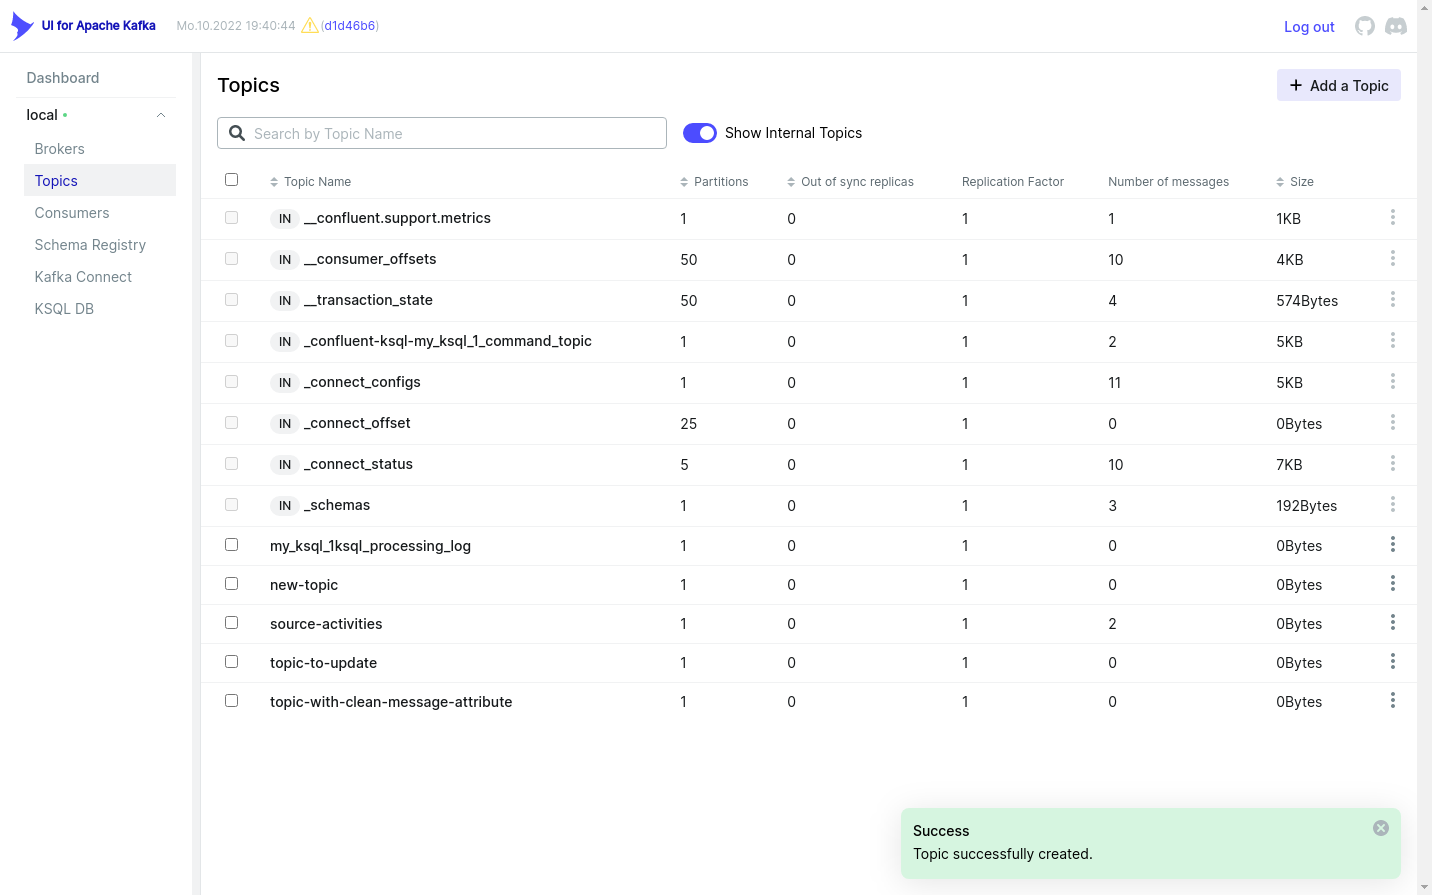 UI for Apache Kafka Mo.10.2022 19:40:44 (d1d46b6) Log out
Dashboard
local
Brokers
Topics
Consumers
Schema Registry
Kafka Connect
KSQL DB
Topics
Add a Topic
Search by Topic Name
Show Internal Topics
Topic Name Partitions Out of sync replicas Replication Factor Number of messages Size
IN __confluent.support.metrics 1 0 1 1 1KB
IN __consumer_offsets 50 0 1 10 4KB
IN __transaction_state 50 0 1 4 574Bytes
IN _confluent-ksql-my_ksql_1_command_topic 1 0 1 2 5KB
IN _connect_configs 1 0 1 11 5KB
IN _connect_offset 25 0 1 0 0Bytes
IN _connect_status 5 0 1 10 7KB
IN _schemas 1 0 1 3 192Bytes
my_ksql_1ksql_processing_log 1 0 1 0 0Bytes
new-topic 1 0 1 0 0Bytes
source-activities 1 0 1 2 0Bytes
topic-to-update 1 0 1 0 0Bytes
topic-with-clean-message-attribute 1 0 1 0 0Bytes
Success
Topic successfully created.